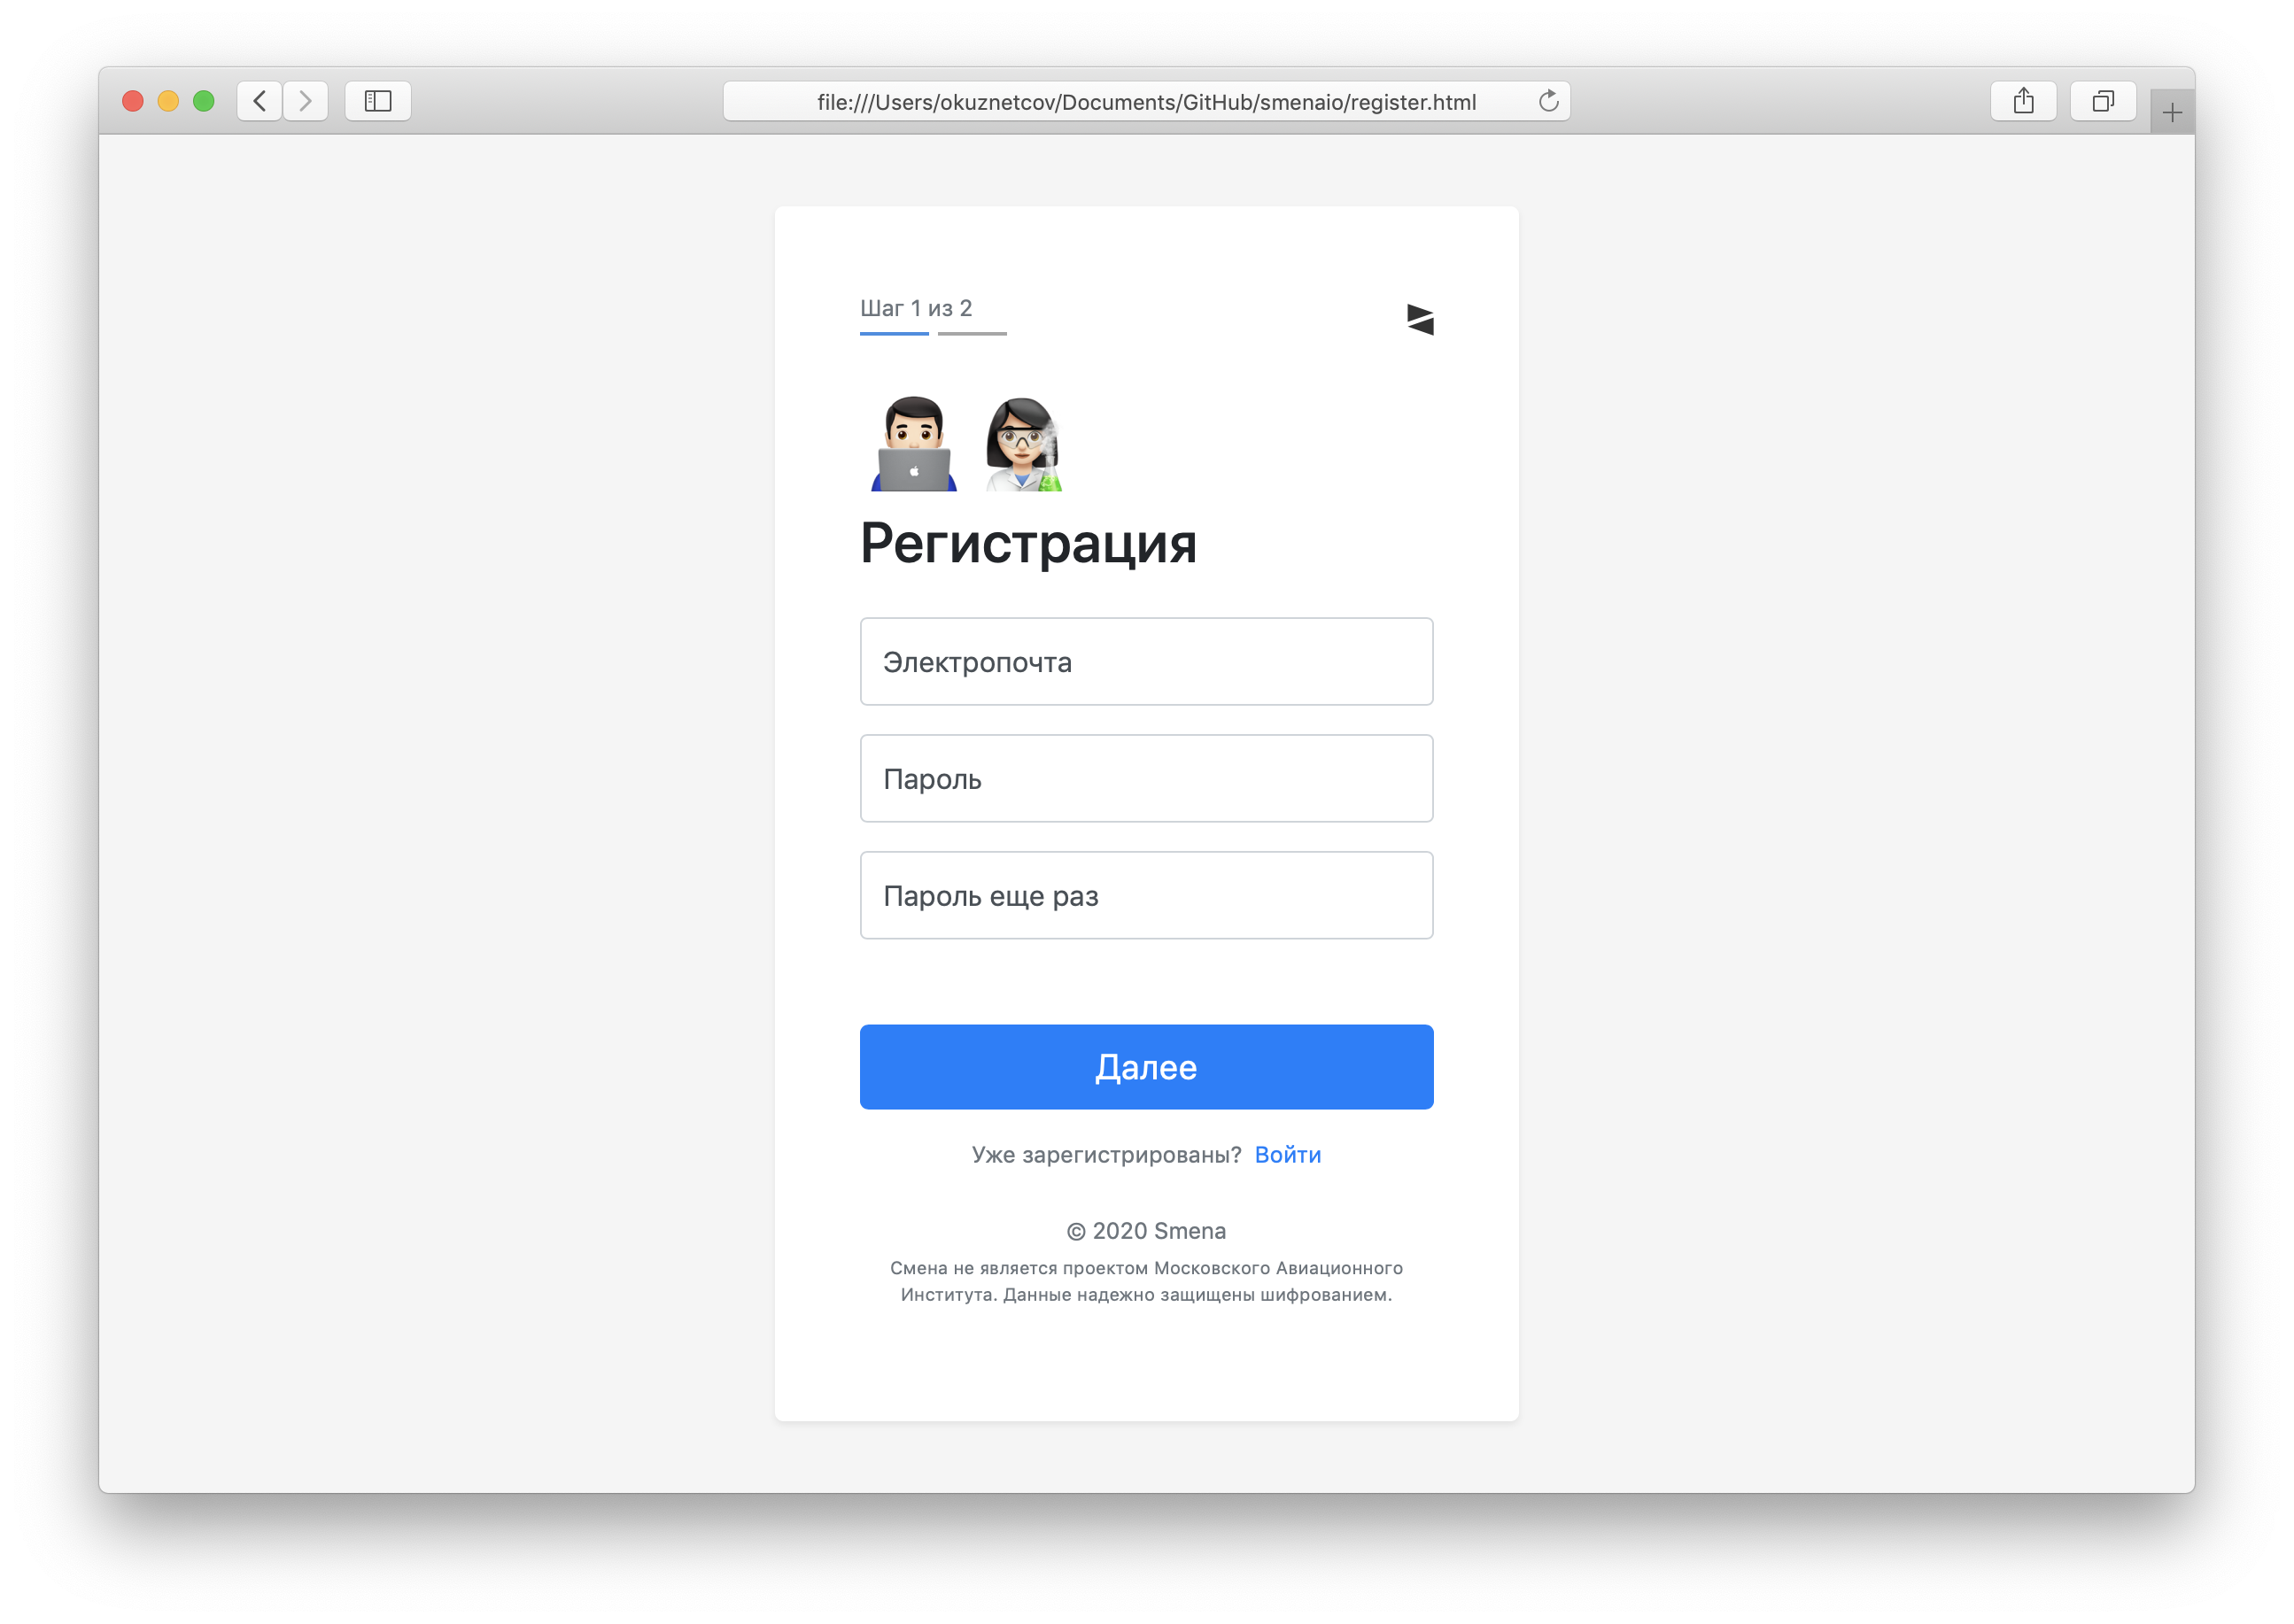 file:///Users/okuznetcov/Documents/GitHub/smenaio/register.html
Шаг 1 из 2
Регистрация
Электропочта
Пароль
Пароль еще раз
Далее
Уже зарегистрированы? Войти
© 2020 Smena
Смена не является проектом Московского Авиационного
Института. Данные надежно защищены шифрованием.